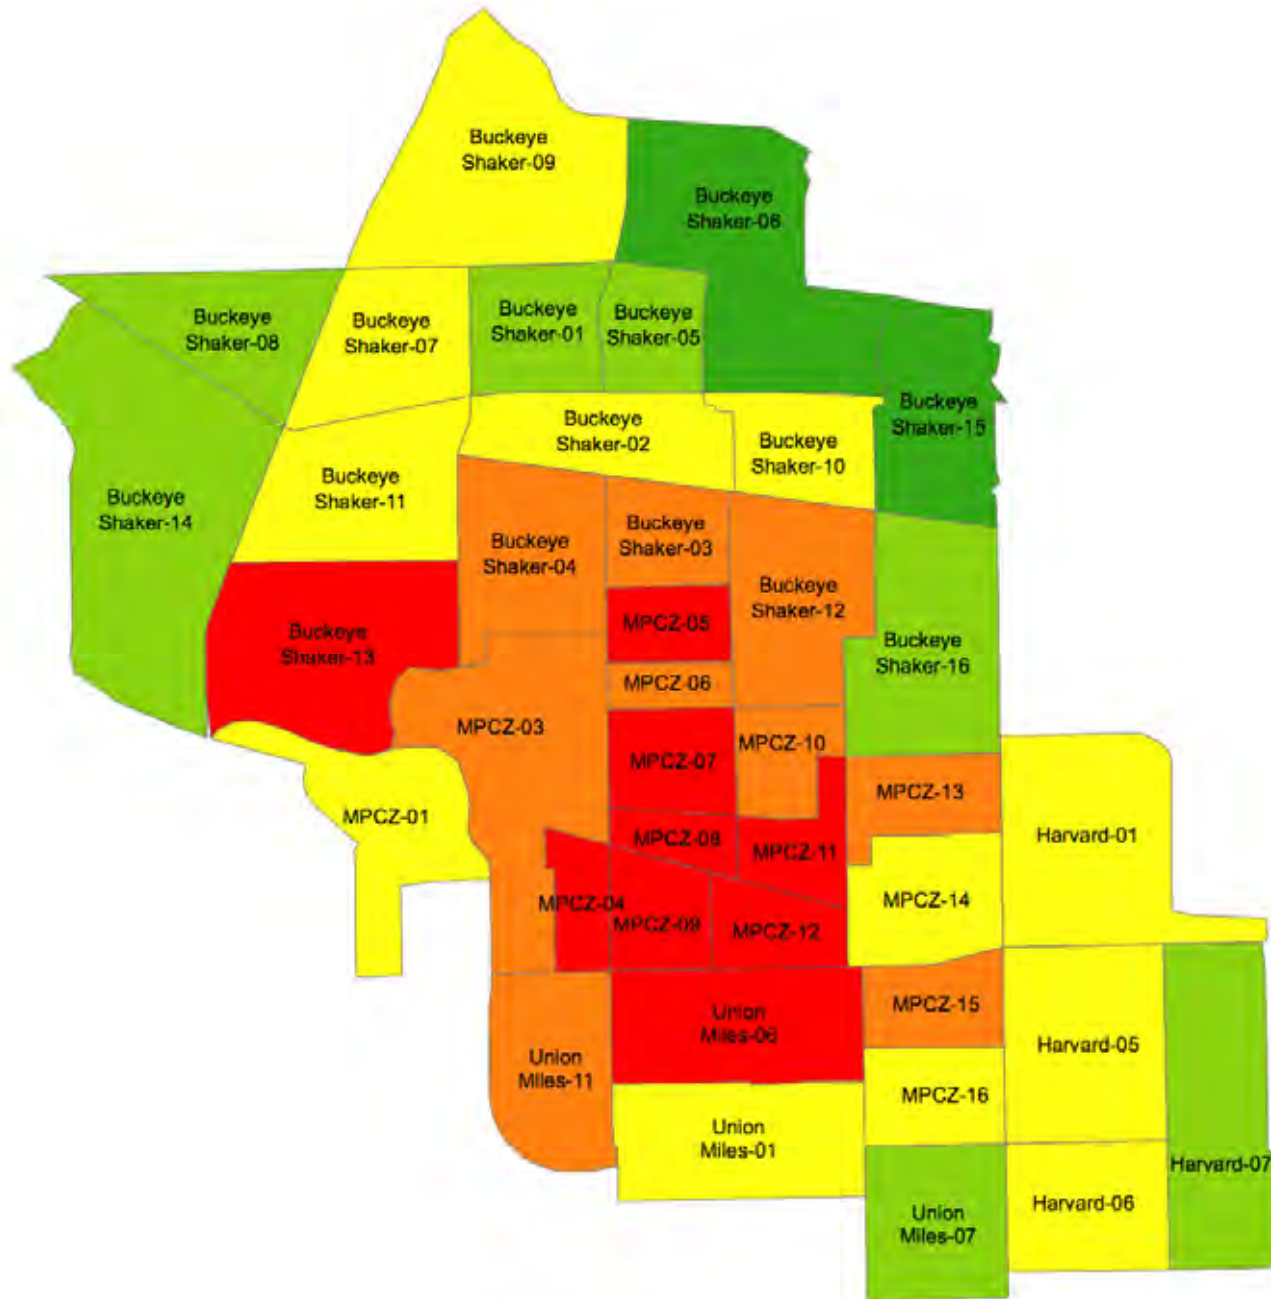 Buckeye
Shaker-09
Buckeye
Shaker-06
Buckeye
Shaker-08
Buckeye
Shaker-07
Buckeye
Shaker-01
Buckeye
Shaker-05
Buckeye
Shaker-15
Buckeye
Shaker-02
Buckeye
Shaker-10
Buckeye
Shaker-11
Buckeye
Shaker-14
Buckeye
Shaker-04
Buckeye
Shaker-03
Buckeye
Shaker-12
Buckeye
Shaker-13
MPCZ-05
Buckeye
Shaker-16
MPCZ-06
MPCZ-03
MPCZ-10
MPCZ-07
MPCZ-13
MPCZ-01
MPCZ-08
MPCZ-11
Harvard-01
MPCZ-04
MPCZ-09
MPCZ-12
MPCZ-14
Union
Miles-06
MPCZ-15
Harvard-05
Union
Miles-11
MPCZ-16
Union
Miles-01
Harvard-07
Harvard-06
Union
Miles-07